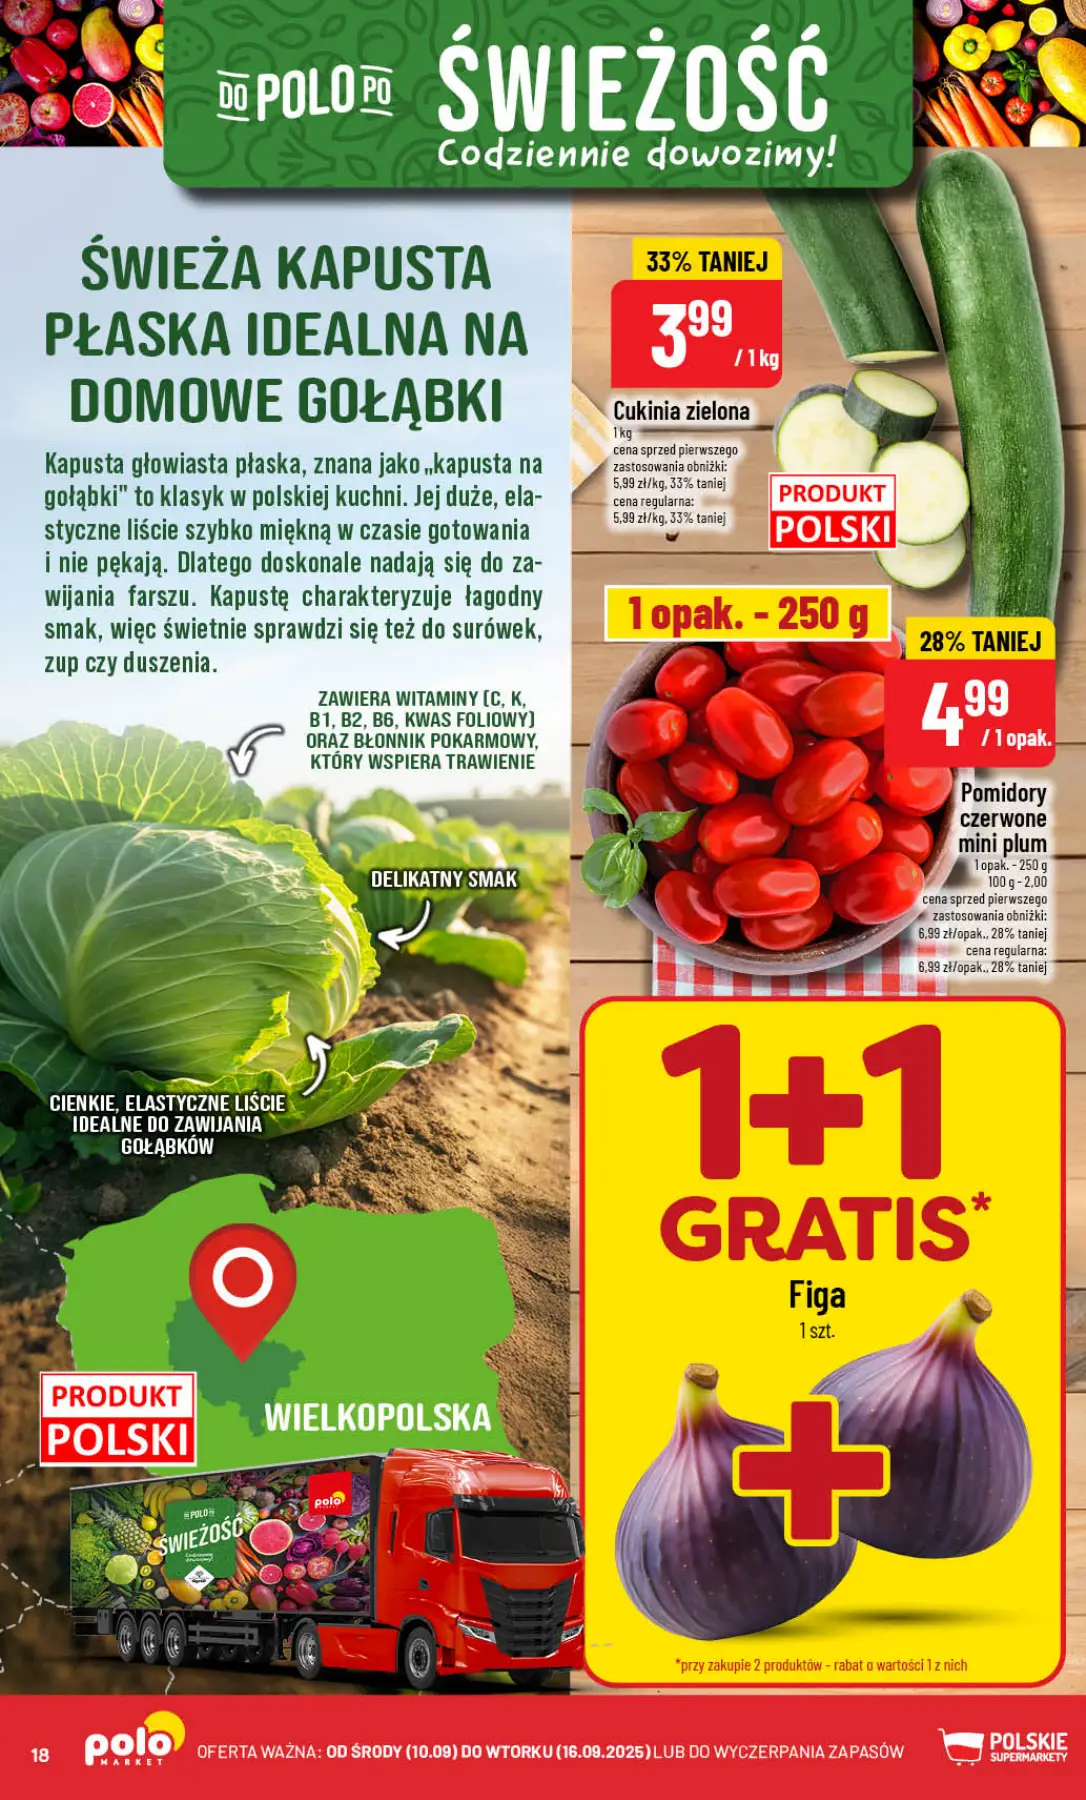 DO POLO PO ŚWIEŻOŚĆ
Codziennie dowozimy!
ŚWIEŻA KAPUSTA
PŁASKA IDEALNA NA
DOMOWE GOŁĄBKI
Kapusta głowiasta płaska, znana jako „kapusta na
gołąbki" to klasyk w polskiej kuchni. Jej duże, ela-
styczne liście szybko miękną w czasie gotowania
i nie pękają. Dlatego doskonale nadają się do za-
wijania farszu. Kapustę charakteryzuje łagodny
smak, więc świetnie sprawdzi się też do surówek,
zup czy duszenia.
ZAWIERA WITAMINY (C, K,
B1, B2, B6, KWAS FOLIOWY)
ORAZ BŁONNIK POKARMOWY,
KTÓRY WSPIERA TRAWIENIE
DELIKATNY SMAK
CIENKIE, ELASTYCZNE LIŚCIE
IDEALNE DO ZAWIJANIA
GOŁĄBKÓW
PRODUKT
POLSKI
WIELKOPOLSKA
DO POLO PO
ŚWIEŻOŚĆ
Codziennie
dowozimy!
polo
MARKET
33% TANIEJ
3,99
/ 1 kg
Cukinia zielona
1 kg
cena sprzed pierwszego
zastosowania obniżki:
5,99 zł/kg, 33% taniej
cena regularna:
5,99 zł/kg, 33% taniej
PRODUKT
POLSKI
1 opak. - 250 g
28% TANIEJ
4,99
/ 1 opak.
Pomidory
czerwone
mini plum
1 opak. - 250 g
100 g - 2,00
cena sprzed pierwszego
zastosowania obniżki:
6,99 zł/opak., 28% taniej
cena regularna:
6,99 zł/opak., 28% taniej
1+1
GRATIS*
Figa
1 szt.
*przy zakupie 2 produktów - rabat o wartości 1 z nich
18
polo
MARKET
OFERTA WAŻNA: OD ŚRODY (10.09) DO WTORKU (16.09.2025) LUB DO WYCZERPANIA ZAPASÓW
POLSKIE
SUPERMARKETY